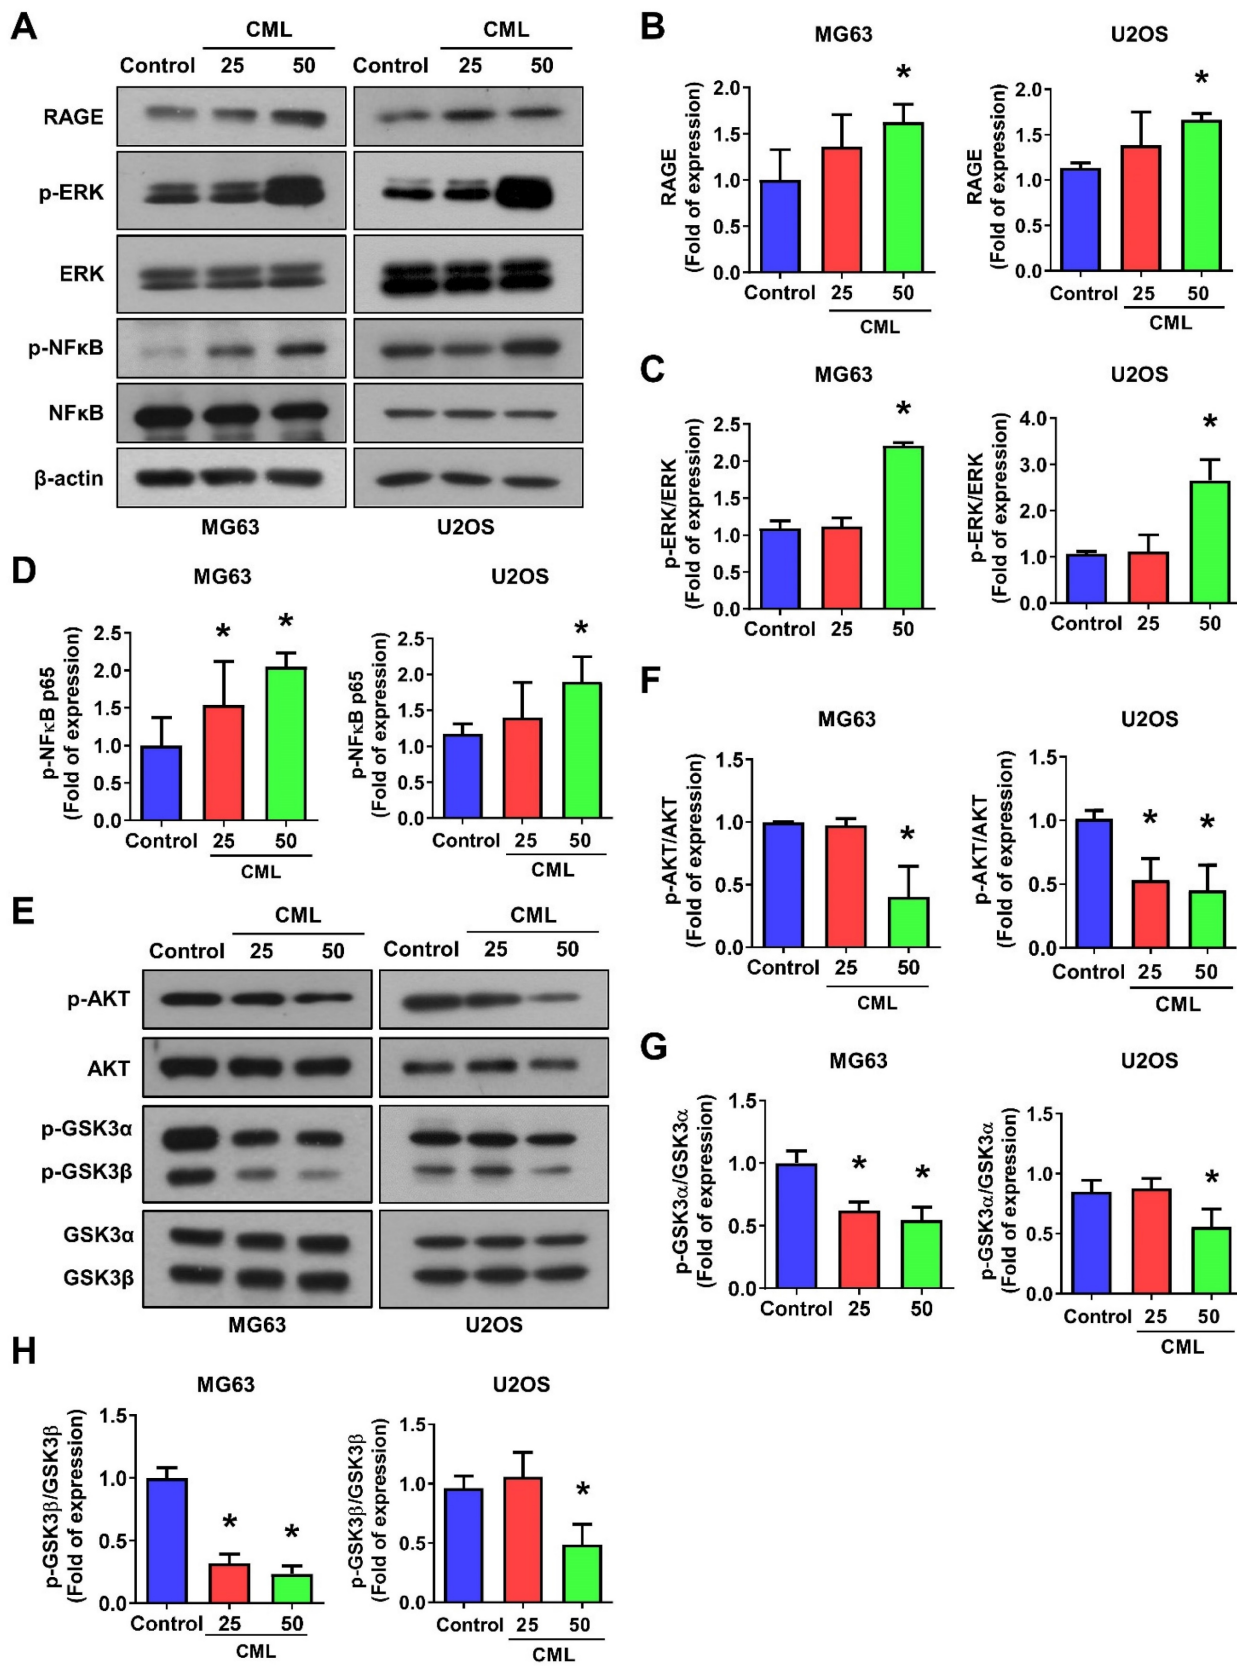 A
CML
CML
Control 25 50
Control 25 50
RAGE
p-ERK
ERK
p-NFκB
NFκB
β-actin
MG63
U2OS
B
MG63
RAGE
(Fold of expression)
2.0
1.5
1.0
0.5
0.0
*
Control 25 50
CML
U2OS
RAGE
(Fold of expression)
2.0
1.5
1.0
0.5
0.0
*
Control 25 50
CML
C
MG63
p-ERK/ERK
(Fold of expression)
2.5
2.0
1.5
1.0
0.5
0.0
*
Control 25 50
U2OS
p-ERK/ERK
(Fold of expression)
4.0
3.0
2.0
1.0
0.0
*
Control 25 50
D
MG63
p-NFκB p65
(Fold of expression)
2.5
2.0
1.5
1.0
0.5
0.0
* *
Control 25 50
CML
U2OS
p-NFκB p65
(Fold of expression)
2.5
2.0
1.5
1.0
0.5
0.0
*
Control 25 50
CML
E
CML
CML
Control 25 50
Control 25 50
p-AKT
AKT
p-GSK3α
p-GSK3β
GSK3α
GSK3β
MG63
U2OS
F
MG63
p-AKT/AKT
(Fold of expression)
1.5
1.0
0.5
0.0
*
Control 25 50
CML
U2OS
p-AKT/AKT
(Fold of expression)
1.5
1.0
0.5
0.0
* *
Control 25 50
CML
G
MG63
p-GSK3α/GSK3α
(Fold of expression)
1.5
1.0
0.5
0.0
* *
Control 25 50
U2OS
p-GSK3α/GSK3α
(Fold of expression)
1.5
1.0
0.5
0.0
*
Control 25 50
CML
H
MG63
p-GSK3β/GSK3β
(Fold of expression)
1.5
1.0
0.5
0.0
* *
Control 25 50
CML
U2OS
p-GSK3β/GSK3β
(Fold of expression)
1.5
1.0
0.5
0.0
*
Control 25 50
CML